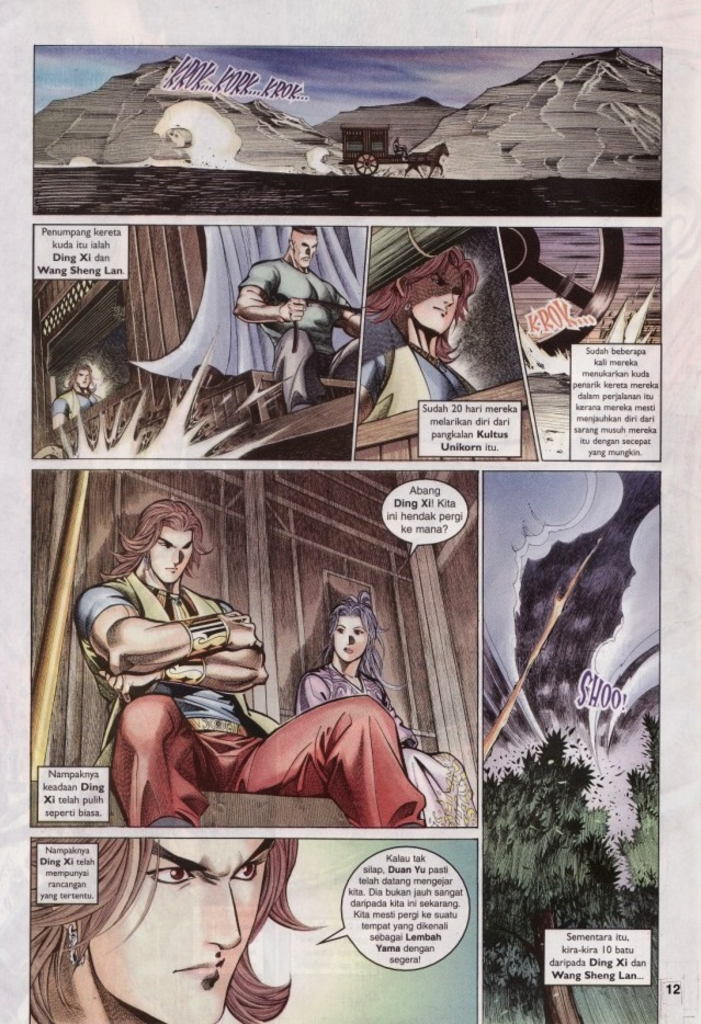 KROK...KORK...KROK...
Penumpang kereta
kuda itu ialah
Ding Xi dan
Wang Sheng Lan.
Sudah 20 hari mereka
melarikan diri dari
pangkalan Kultus
Unikorn itu.
KROK...
Sudah beberapa
kali mereka
menukarkan kuda
penarik kereta mereka
dalam perjalanan itu
kerana mereka mesti
menjauhkan diri dari
sarang musuh mereka
itu dengan secepat
yang mungkin.
Abang
Ding Xi! Kita
ini hendak pergi
ke mana?
Nampaknya
keadaan Ding
Xi telah pulih
seperti biasa.
Nampaknya
Ding Xi telah
mempunyai
rancangan
yang tertentu.
Kalau tak
silap, Duan Yu pasti
telah datang mengejar
kita. Dia bukan jauh sangat
daripada kita ini sekarang.
Kita mesti pergi ke suatu
tempat yang dikenali
sebagai Lembah
Yama dengan
segera!
SHOO!
Sementara itu,
kira-kira 10 batu
daripada Ding Xi dan
Wang Sheng Lan...
12